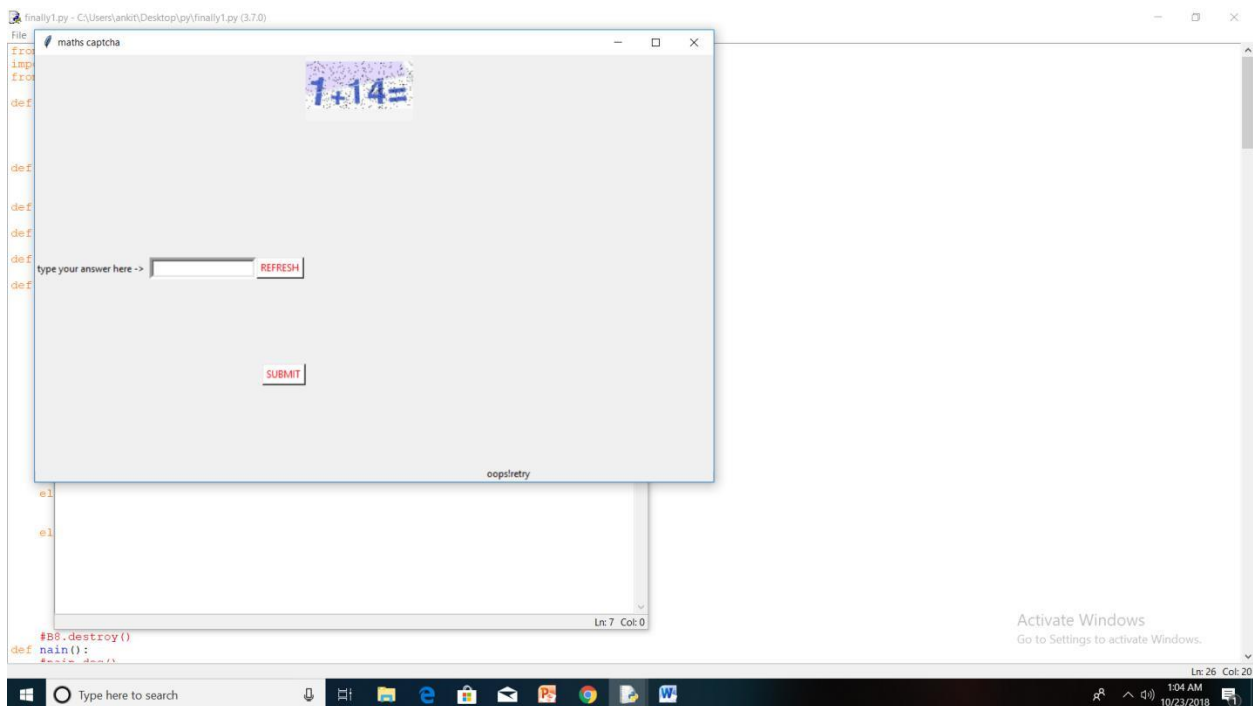 finally1.py - C:\Users\ankit\Desktop\py\finally1.py (3.7.0)
File
maths captcha
1+14=
def
def
def
def
def
def
type your answer here ->
REFRESH
SUBMIT
oops!retry
el
el
Ln: 7 Col: 0
#B8.destroy()
def nain():
Activate Windows
Go to Settings to activate Windows.
Ln: 26 Col: 20
Type here to search
1:04 AM
10/23/2018